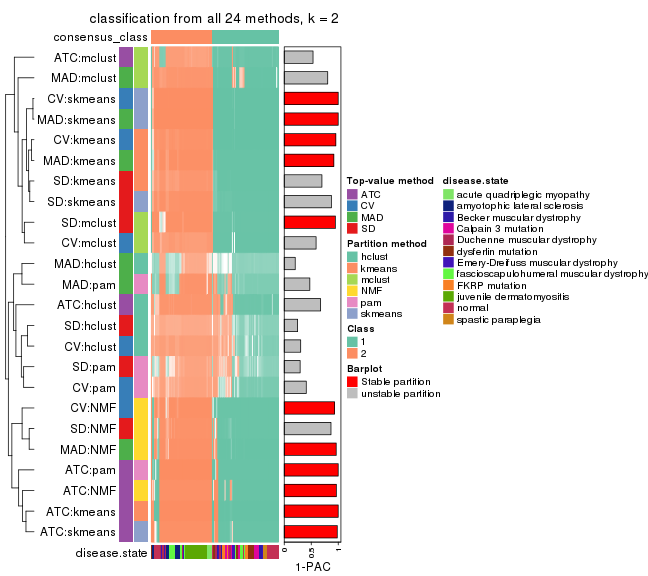 classification from all 24 methods, k = 2
consensus_class
ATC:mclust
MAD:mclust
CV:skmeans
MAD:skmeans
CV:kmeans
MAD:kmeans
SD:kmeans
SD:skmeans
SD:mclust
CV:mclust
MAD:hclust
MAD:pam
ATC:hclust
SD:hclust
CV:hclust
SD:pam
CV:pam
CV:NMF
SD:NMF
MAD:NMF
ATC:pam
ATC:NMF
ATC:kmeans
ATC:skmeans
disease.state
0
0.5
1
1-PAC
Top-value method
ATC
CV
MAD
SD
Partition method
hclust
kmeans
mclust
NMF
pam
skmeans
Class
1
2
Barplot
Stable partition
unstable partition
disease.state
acute quadriplegic myopathy
amyotophic lateral sclerosis
Becker muscular dystrophy
Calpain 3 mutation
Duchenne muscular dystrophy
dysferlin mutation
Emery-Dreifuss muscular dystrophy
fascioscapulohumeral muscular dystrophy
FKRP mutation
juvenile dermatomyositis
normal
spastic paraplegia